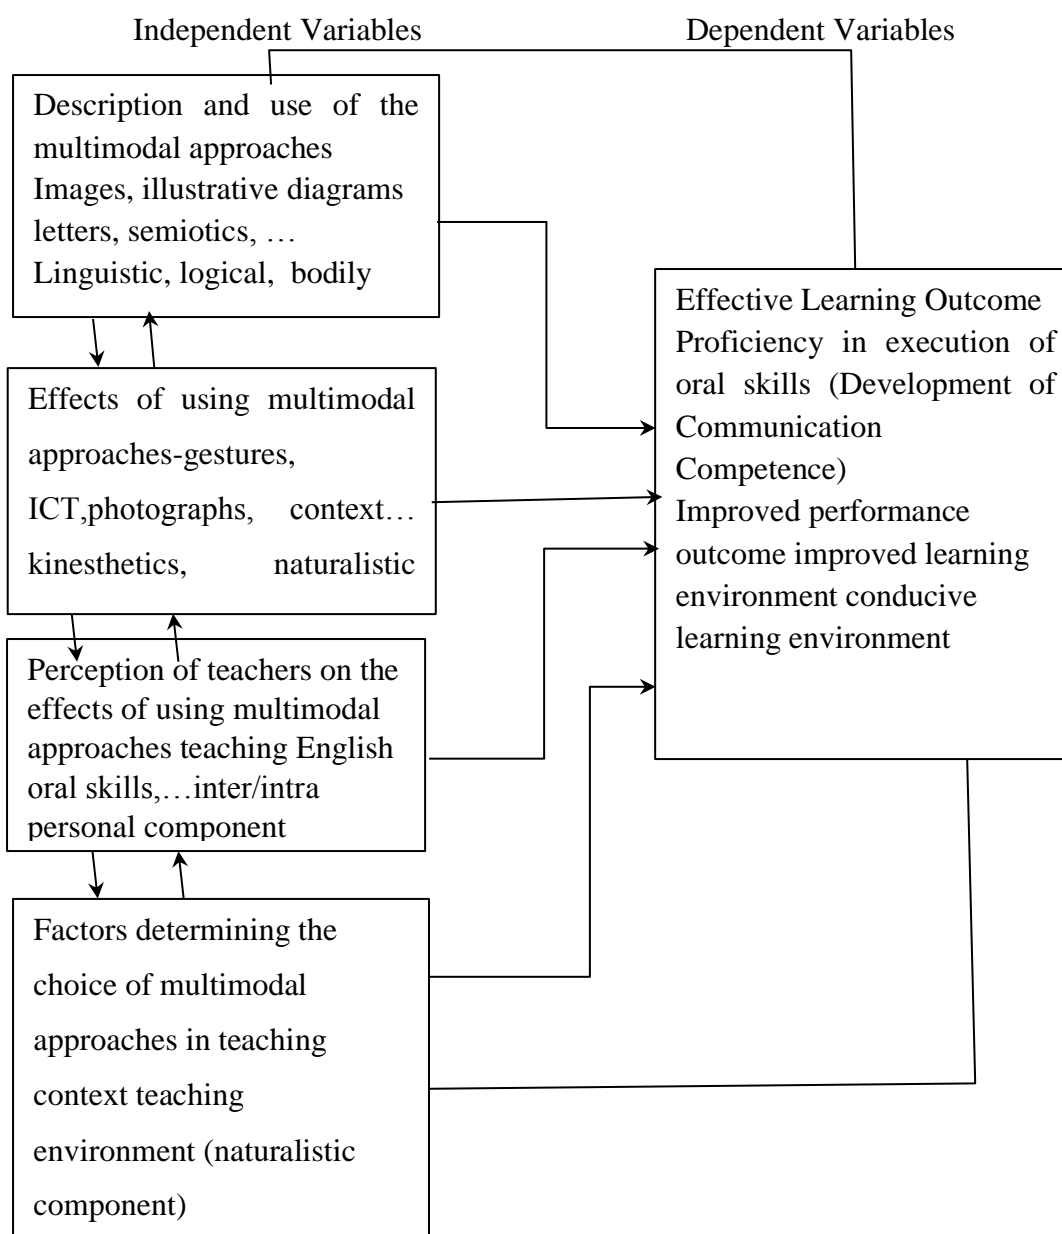 Independent Variables
Dependent Variables
Description and use of the
multimodal approaches
Images, illustrative diagrams
letters, semiotics, …
Linguistic, logical, bodily
Effects of using multimodal
approaches-gestures,
ICT,photographs, context…
kinesthetics, naturalistic
Perception of teachers on the
effects of using multimodal
approaches teaching English
oral skills,…inter/intra
personal component
Factors determining the
choice of multimodal
approaches in teaching
context teaching
environment (naturalistic
component)
Effective Learning Outcome
Proficiency in execution of
oral skills (Development of
Communication
Competence)
Improved performance
outcome improved learning
environment conducive
learning environment